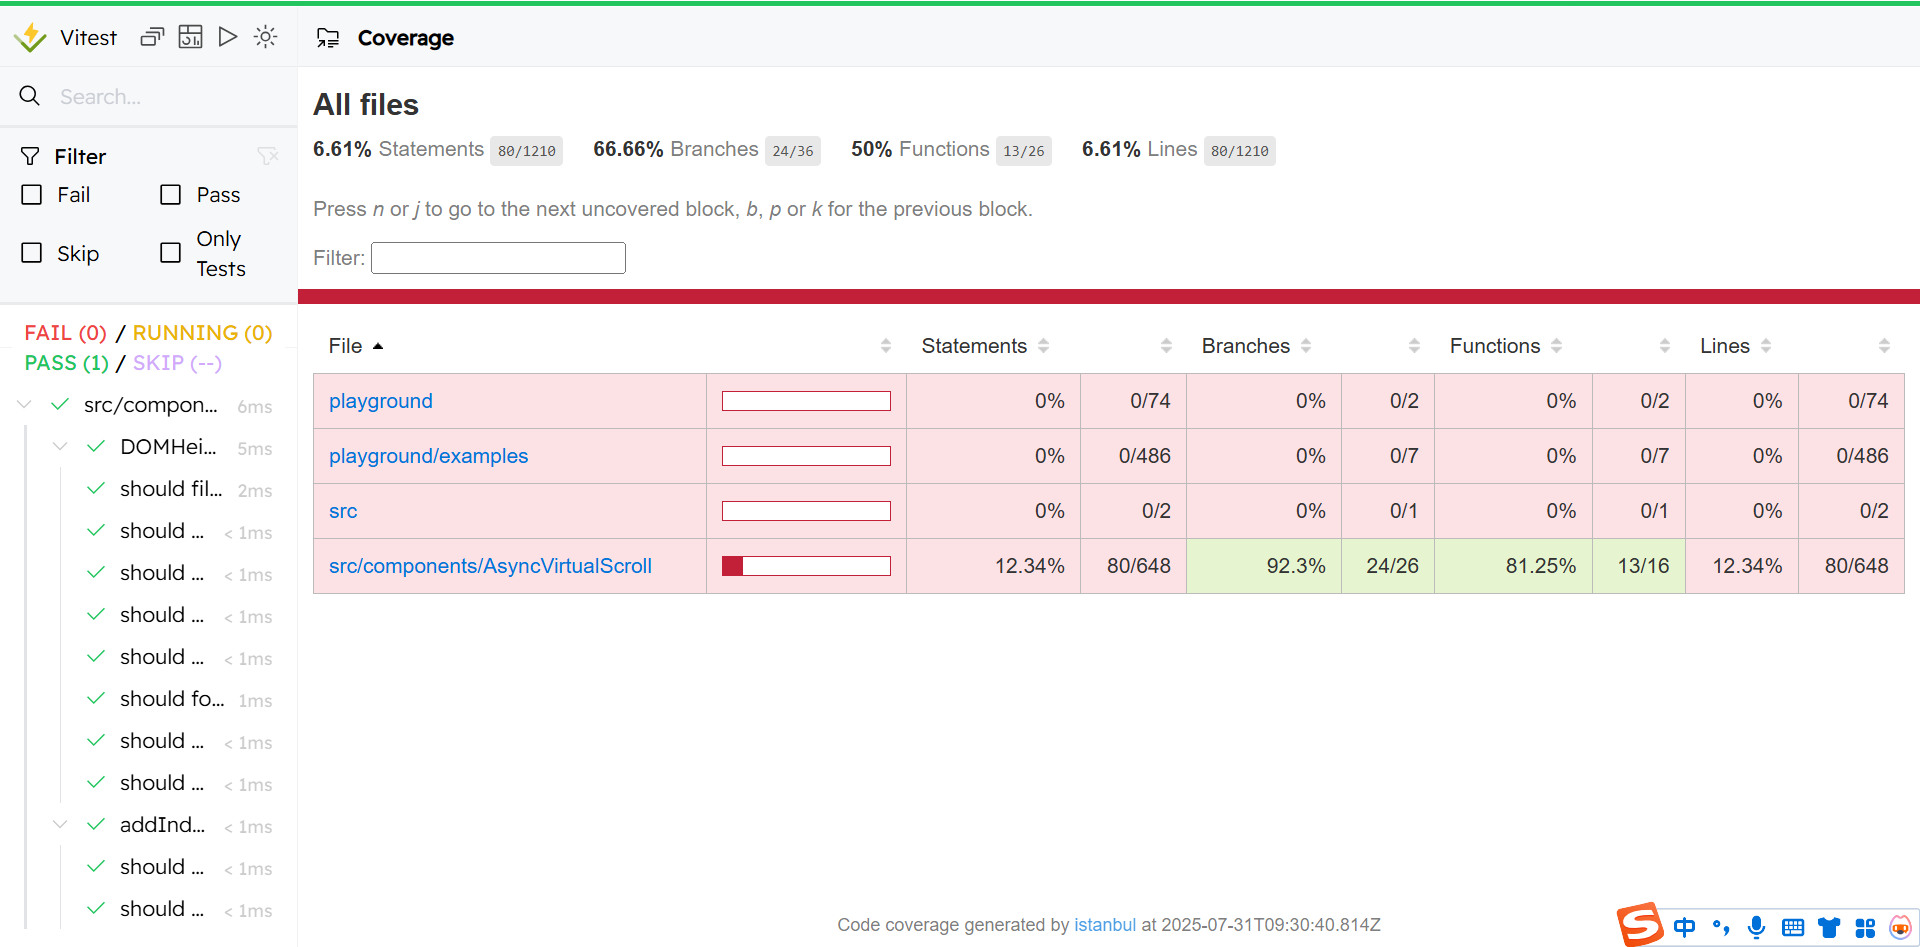 Vitest
Coverage
Search...
Filter
Fail
Pass
Skip
Only
Tests
FAIL (0) / RUNNING (0)
PASS (1) / SKIP (--)
src/compon... 6ms
DOMHei... 5ms
should fil... 2ms
should ... < 1ms
should ... < 1ms
should ... < 1ms
should ... < 1ms
should fo... 1ms
should ... < 1ms
should ... < 1ms
addInd... < 1ms
should ... < 1ms
should ... < 1ms
All files
6.61% Statements 80/1210 66.66% Branches 24/36 50% Functions 13/26 6.61% Lines 80/1210
Press n or j to go to the next uncovered block, b, p or k for the previous block.
Filter:
File Statements Branches Functions Lines
playground 0% 0/74 0% 0/2 0% 0/2 0% 0/74
playground/examples 0% 0/486 0% 0/7 0% 0/7 0% 0/486
src 0% 0/2 0% 0/1 0% 0/1 0% 0/2
src/components/AsyncVirtualScroll 12.34% 80/648 92.3% 24/26 81.25% 13/16 12.34% 80/648
Code coverage generated by istanbul at 2025-07-31T09:30:40.814Z
S 中